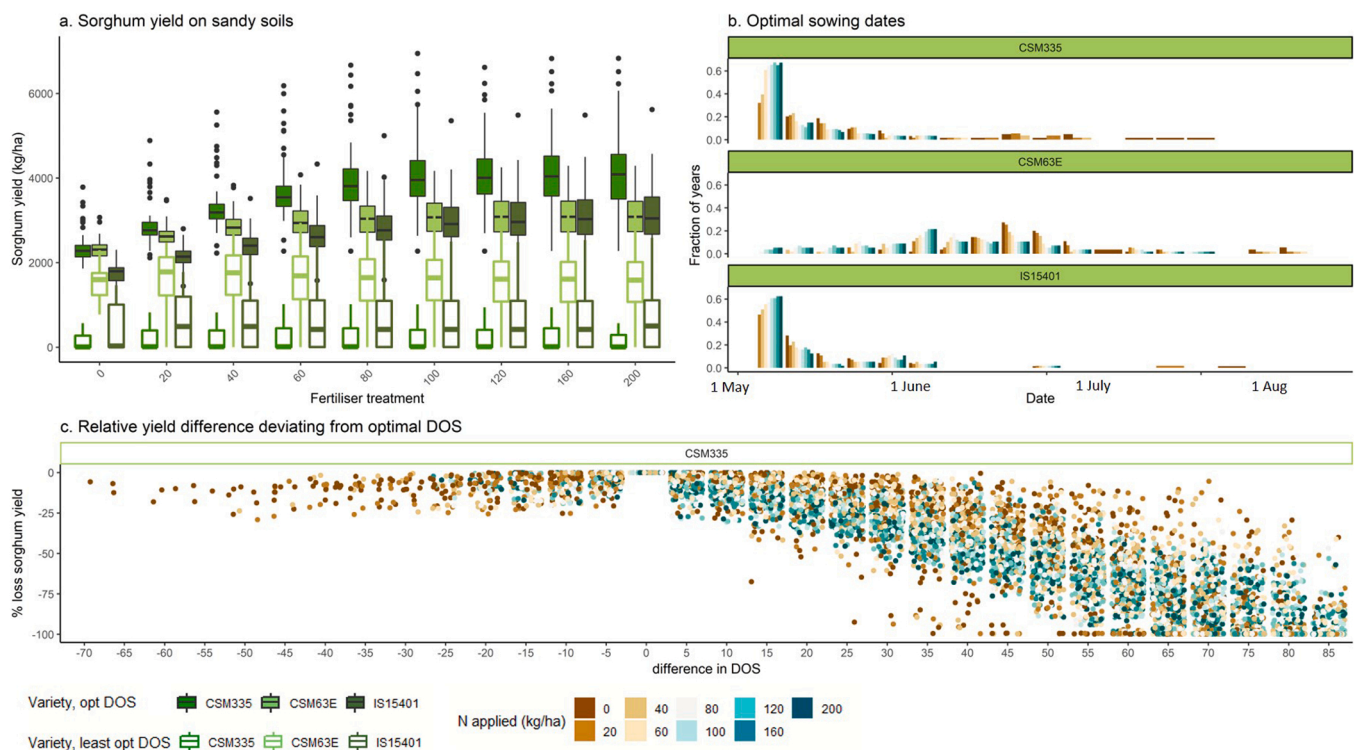 a. Sorghum yield on sandy soils
Sorghum yield (kg/ha)
6000
4000
2000
0
0 20 40 60 80 100 120 160 200
Fertiliser treatment
b. Optimal sowing dates
CSM335
0.6
0.4
0.2
0.0
CSM63E
Fraction of years
0.6
0.4
0.2
0.0
IS15401
0.6
0.4
0.2
0.0
1 May 1 June 1 July 1 Aug
Date
c. Relative yield difference deviating from optimal DOS
CSM335
% loss sorghum yield
0
-25
-50
-75
-100
-70 -65 -60 -55 -50 -45 -40 -35 -30 -25 -20 -15 -10 -5 0 5 10 15 20 25 30 35 40 45 50 55 60 65 70 75 80 85
difference in DOS
Variety, opt DOS CSM335 CSM63E IS15401
Variety, least opt DOS CSM335 CSM63E IS15401
N applied (kg/ha)
0 40 80 120 200
20 60 100 160